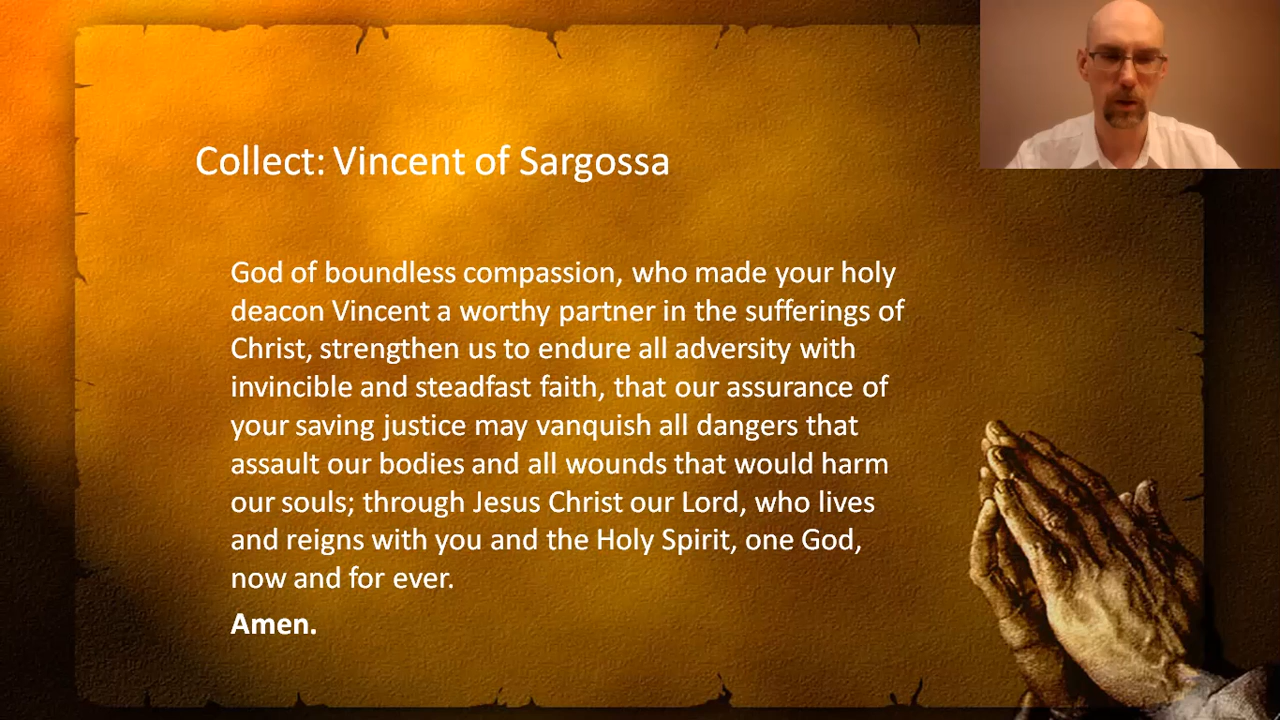 Collect: Vincent of Sargossa
God of boundless compassion, who made your holy
deacon Vincent a worthy partner in the sufferings of
Christ, strengthen us to endure all adversity with
invincible and steadfast faith, that our assurance of
your saving justice may vanquish all dangers that
assault our bodies and all wounds that would harm
our souls; through Jesus Christ our Lord, who lives
and reigns with you and the Holy Spirit, one God,
now and for ever.
Amen.